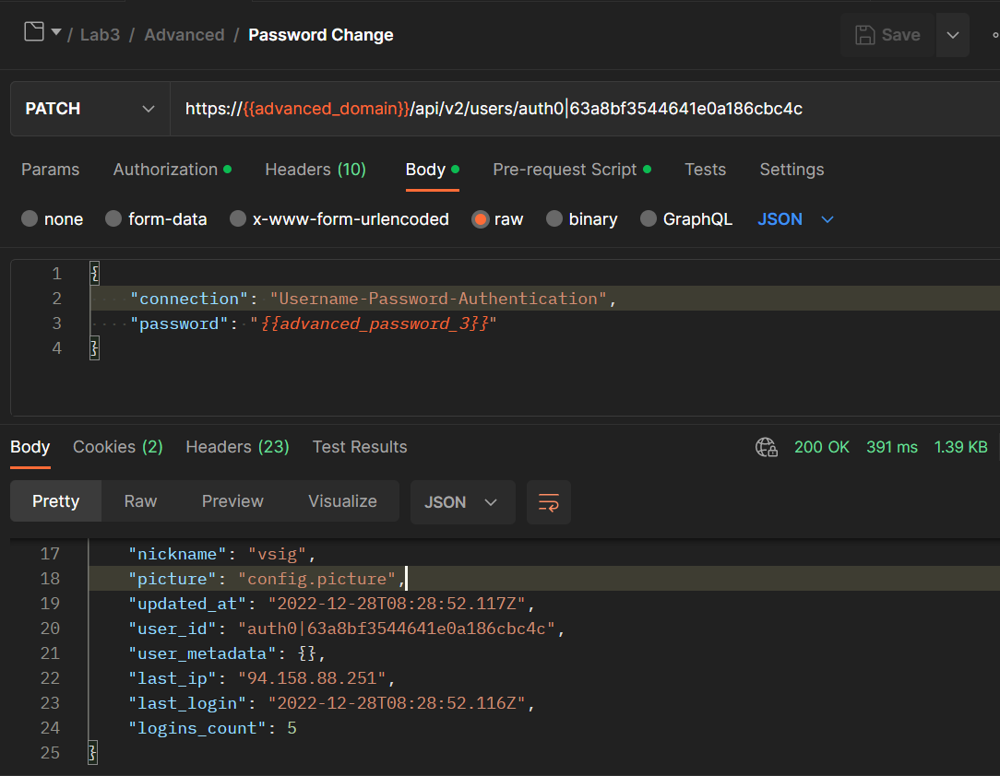 / Lab3 / Advanced / Password Change Save
PATCH https://{{advanced_domain}}/api/v2/users/auth0|63a8bf3544641e0a186cbc4c
Params Authorization Headers (10) Body Pre-request Script Tests Settings
none form-data x-www-form-urlencoded raw binary GraphQL JSON
1 {
2 ····"connection":·"Username-Password-Authentication",
3 ····"password":·"{{advanced_password_3}}"
4 }
Body Cookies (2) Headers (23) Test Results 200 OK 391 ms 1.39 KB
Pretty Raw Preview Visualize JSON
17 "nickname": "vsig",
18 "picture": "config.picture",
19 "updated_at": "2022-12-28T08:28:52.117Z",
20 "user_id": "auth0|63a8bf3544641e0a186cbc4c",
21 "user_metadata": {},
22 "last_ip": "94.158.88.251",
23 "last_login": "2022-12-28T08:28:52.116Z",
24 "logins_count": 5
25 }